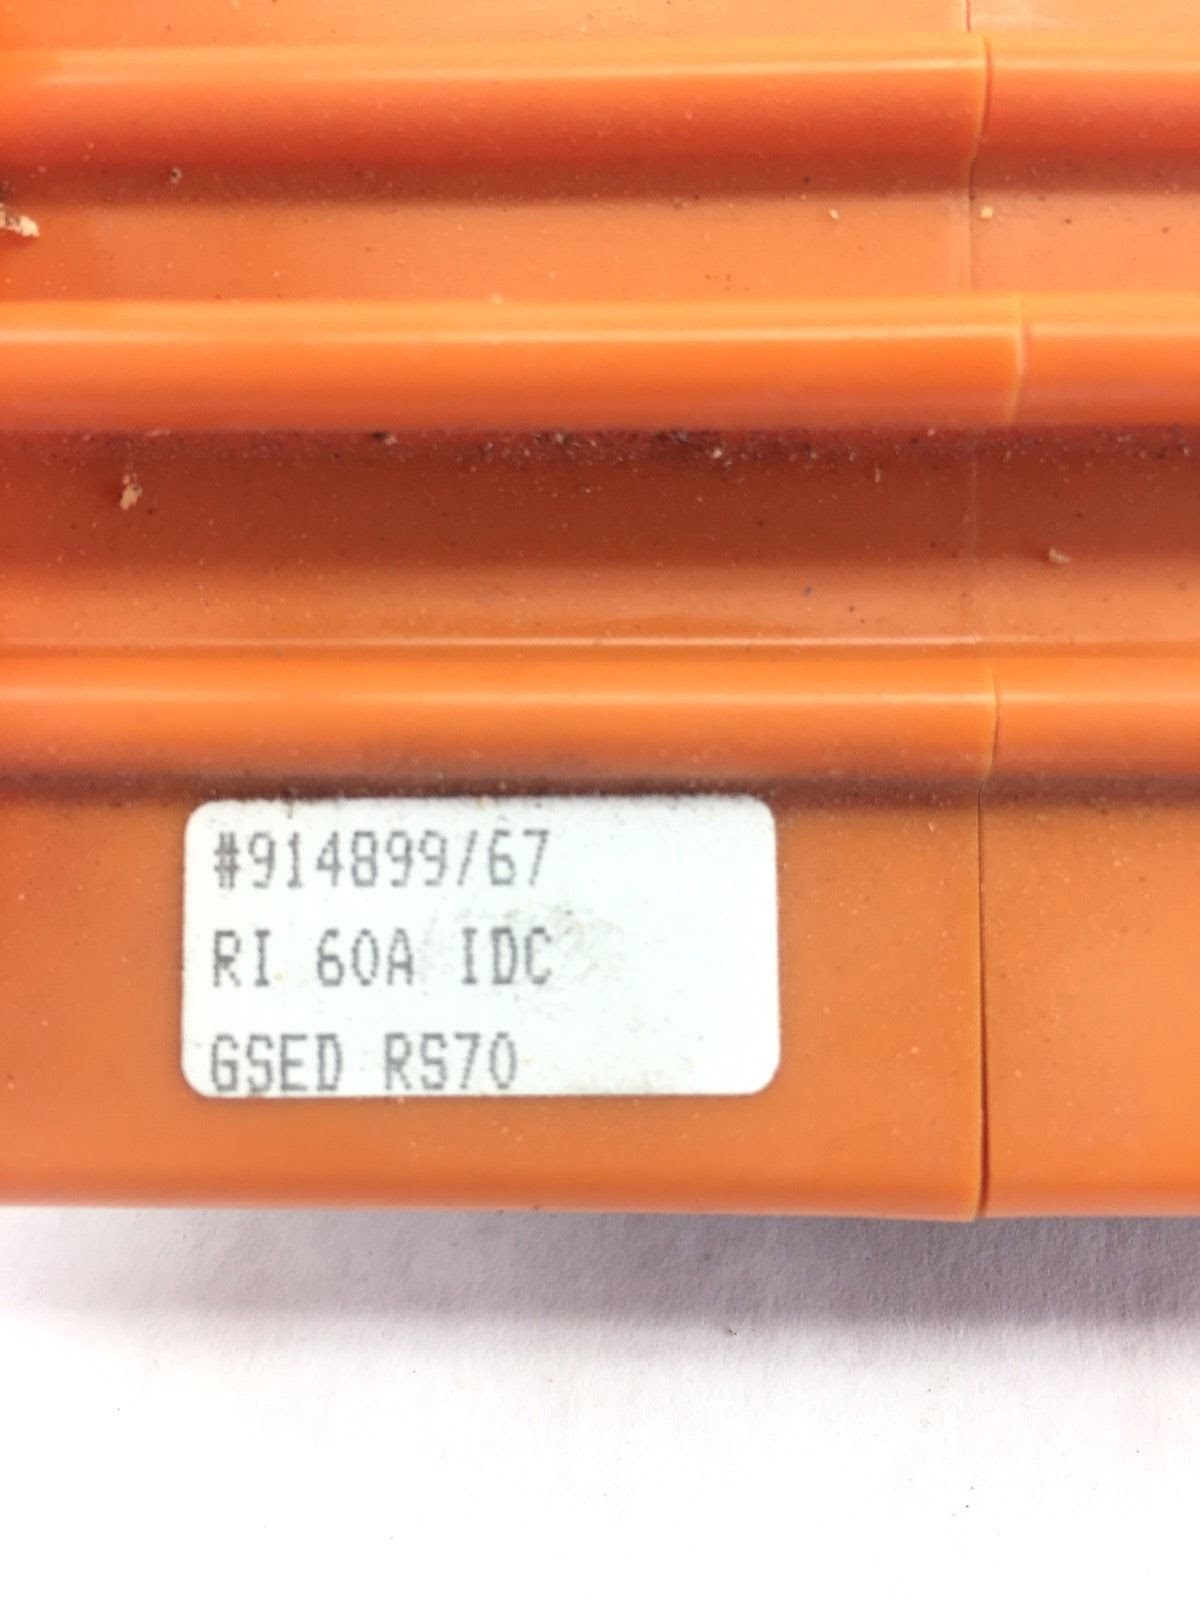 #914899/67
RI 60A IDC
GSED RS70